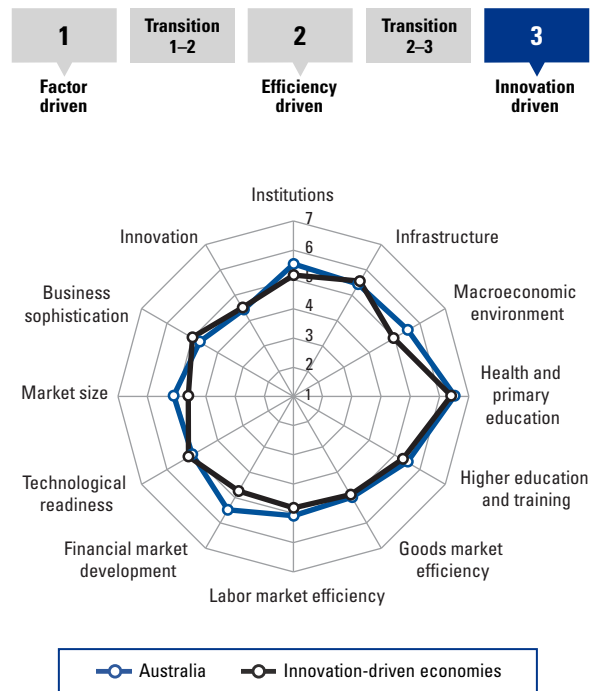 1
Transition
1–2
2
Transition
2–3
3
Factor
driven
Efficiency
driven
Innovation
driven
Institutions
7
Innovation
Infrastructure
6
5
Business
sophistication
Macroeconomic
environment
4
3
2
Market size
1
Health and
primary
education
Technological
readiness
Higher education
and training
Financial market
development
Goods market
efficiency
Labor market efficiency
Australia
Innovation-driven economies